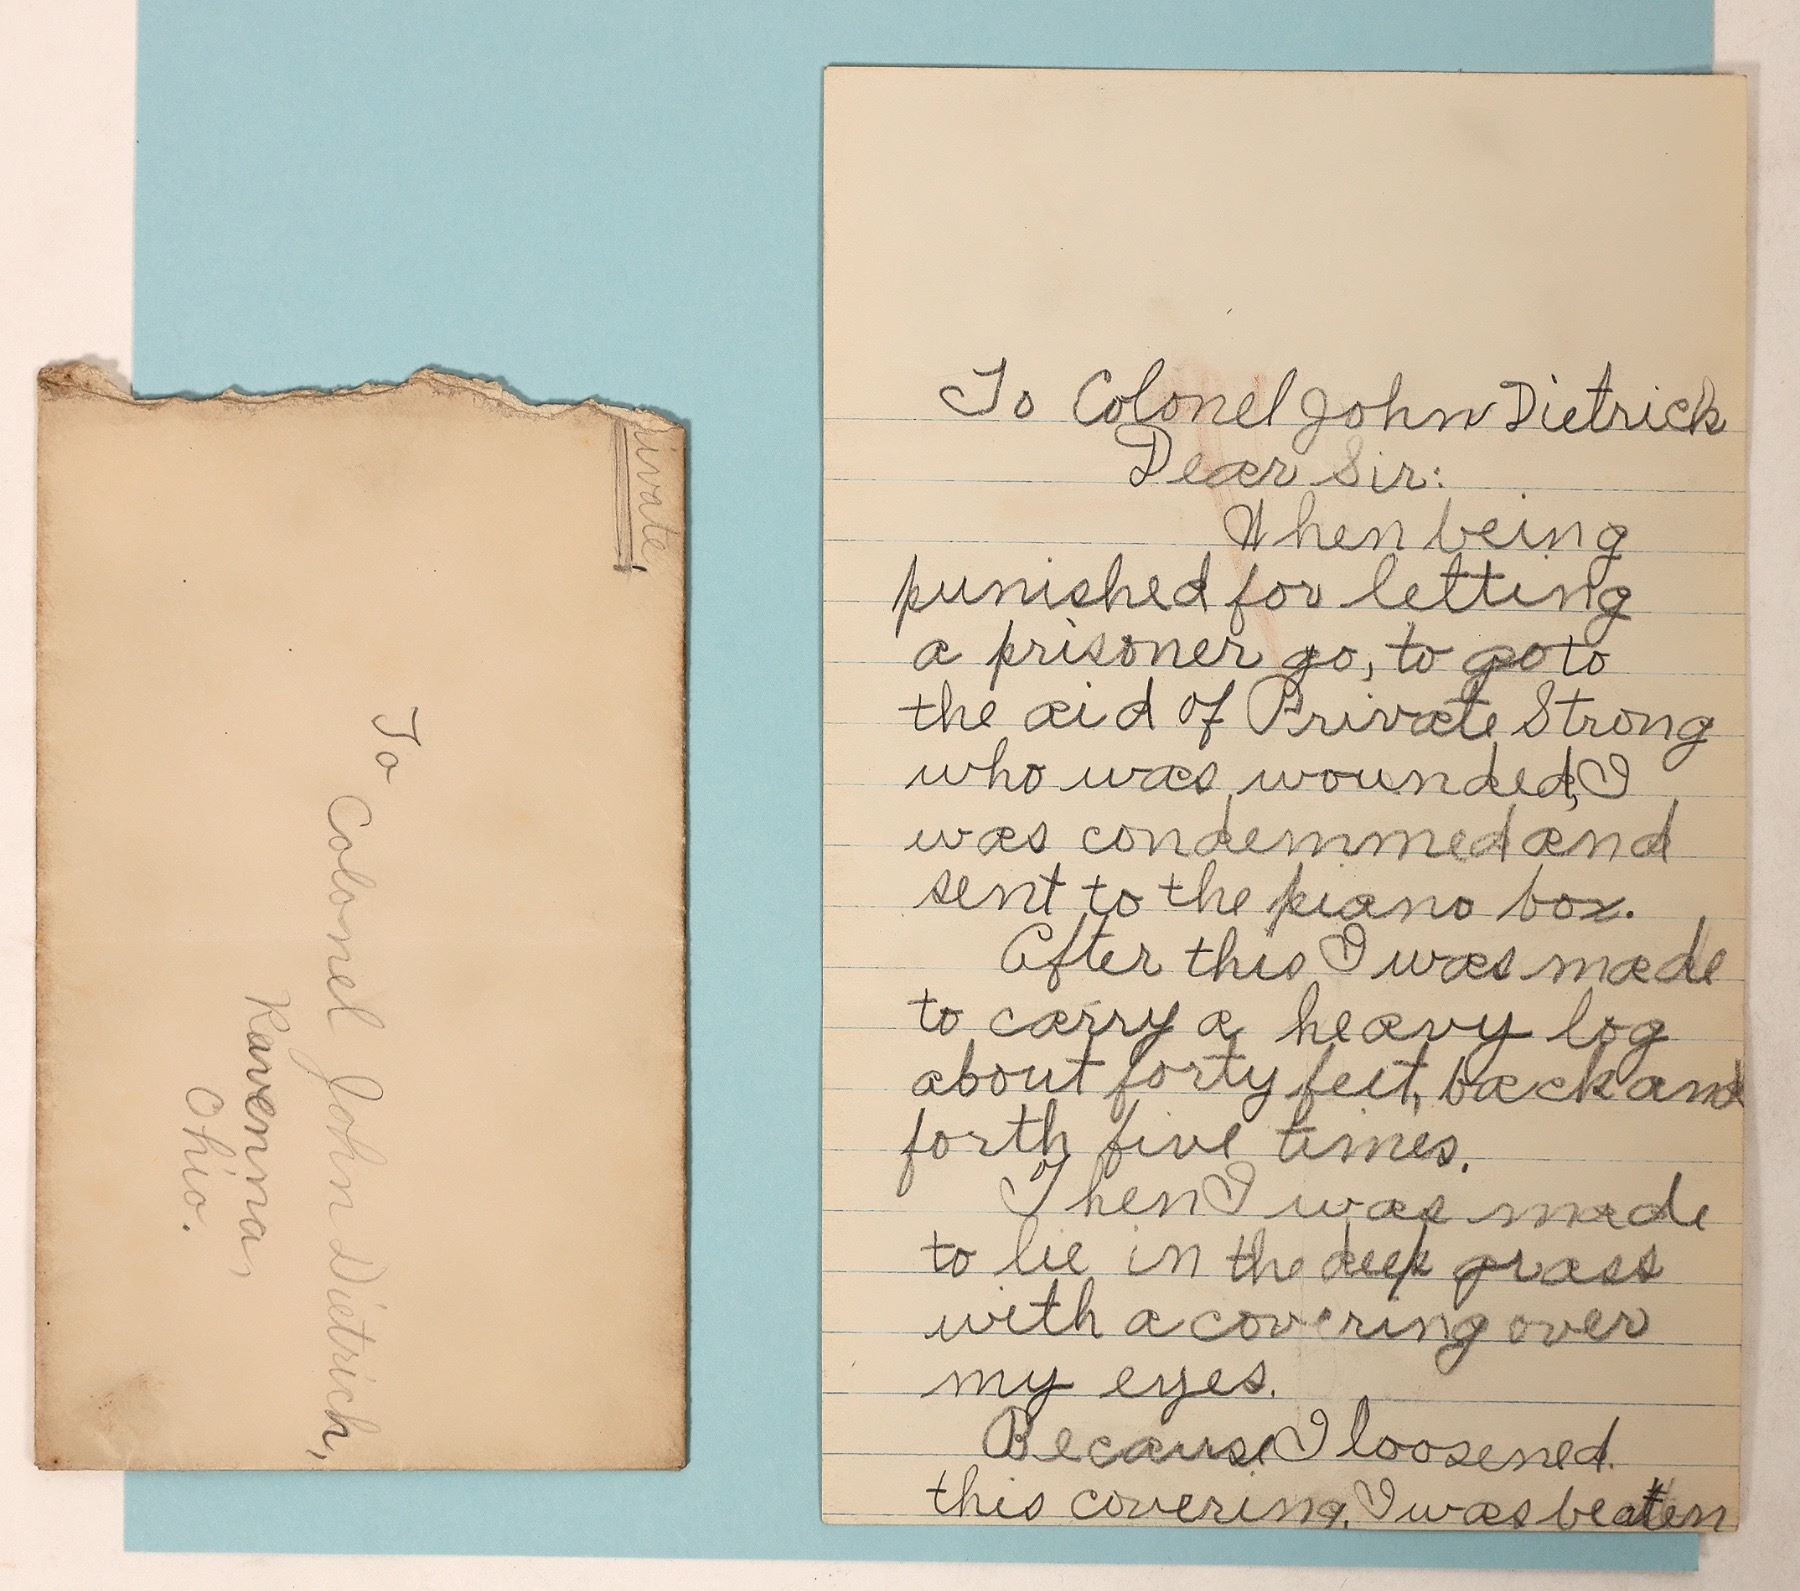 Private
To
Colonel John Dietrich,
Ravenna,
Ohio.
To Colonel John Dietrick
Dear Sir:
When being
punished for letting
a prisoner go, to go to
the aid of Private Strong
who was wounded, I
was condemmed and
sent to the piano box.
After this I was made
to carry a heavy log
about forty feet, back and
forth five times.
Then I was made
to lie in the deep grass
with a covering over
my eyes.
Because I loosened
this covering, I was beaten